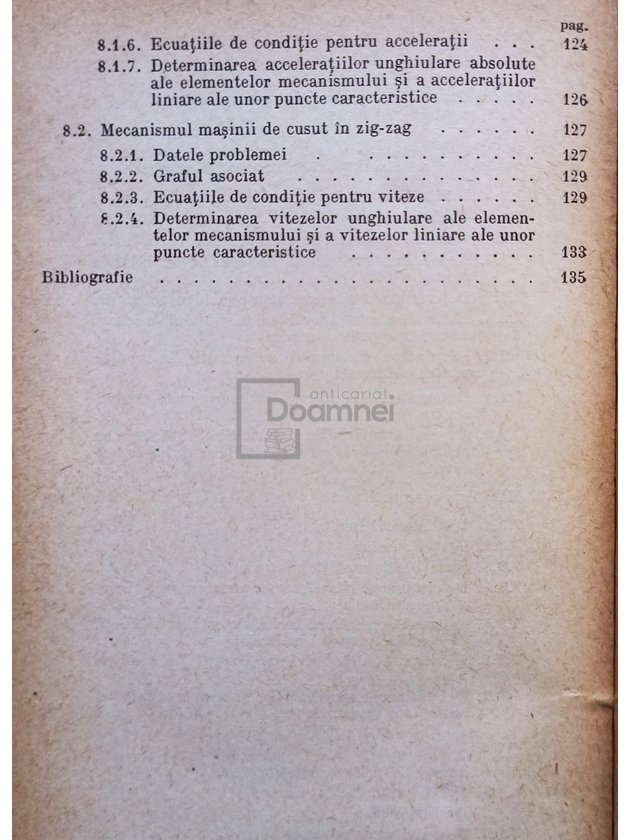 pag.
8.1.6. Ecuațiile de condiție pentru accelerații . . . 124
8.1.7. Determinarea accelerațiilor unghiulare absolute
ale elementelor mecanismului și a accelerațiilor
liniare ale unor puncte caracteristice . . . . . 126
8.2. Mecanismul mașinii de cusut în zig-zag . . . . . . 127
8.2.1. Datele problemei . . . . . . . . . . 127
8.2.2. Graful asociat . . . . . . . . . . . 129
8.2.3. Ecuațiile de condiție pentru viteze . . . . . . 129
8.2.4. Determinarea vitezelor unghiulare ale elemen-
telor mecanismului și a vitezelor liniare ale unor
puncte caracteristice . . . . . . . . . . . 133
Bibliografie . . . . . . . . . . . . . . . . . . . . . . 135
anticariat
Doamnei